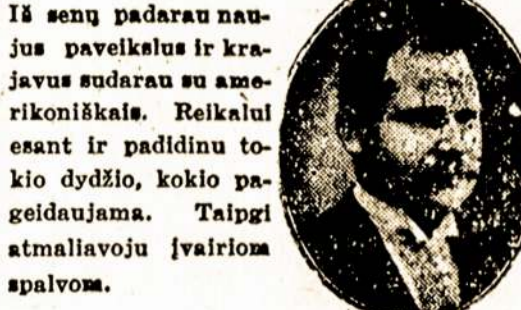 Iš senų padarau nau-
jus paveikslus ir kra-
javus sudarau su ame-
rikoniškais. Reikalui
esant ir padidinu to-
kio dydžio, kokio pa-
geidaujama. Taipgi
atmaliavoju įvairiom
spalvom.